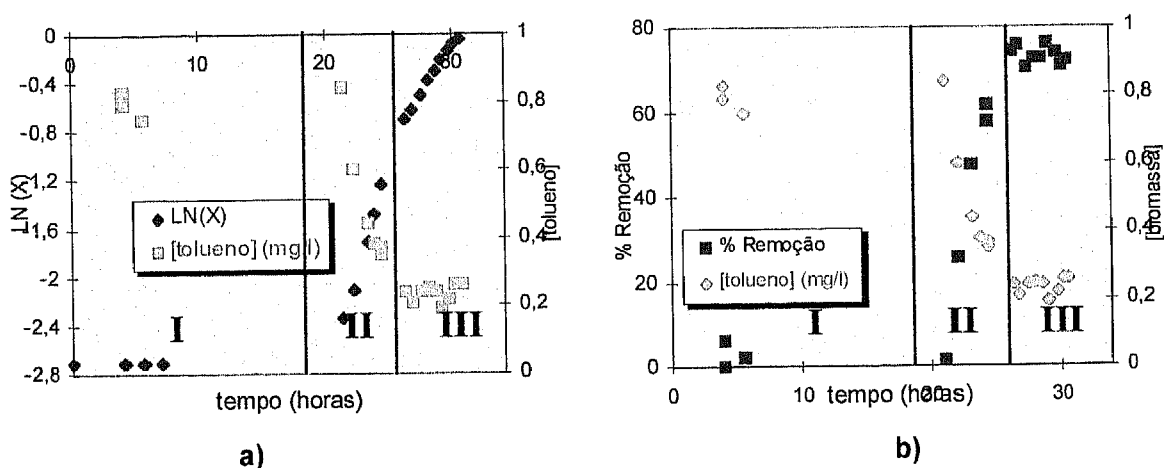 0
-0,4
-0,8
-1,2
-1,6
-2
-2,4
-2,8
LN (X)
0
10
20
30
1
0,8
0,6
0,4
0,2
0
[tolueno]
LN(X)
[tolueno] (mg/l)
I
II
III
tempo (horas)
a)
80
60
40
20
0
% Remoção
0
10
20
30
1
0,8
0,6
0,4
0,2
0
[biomassa]
% Remoção
[tolueno] (mg/l)
I
II
III
tempo (horas)
b)